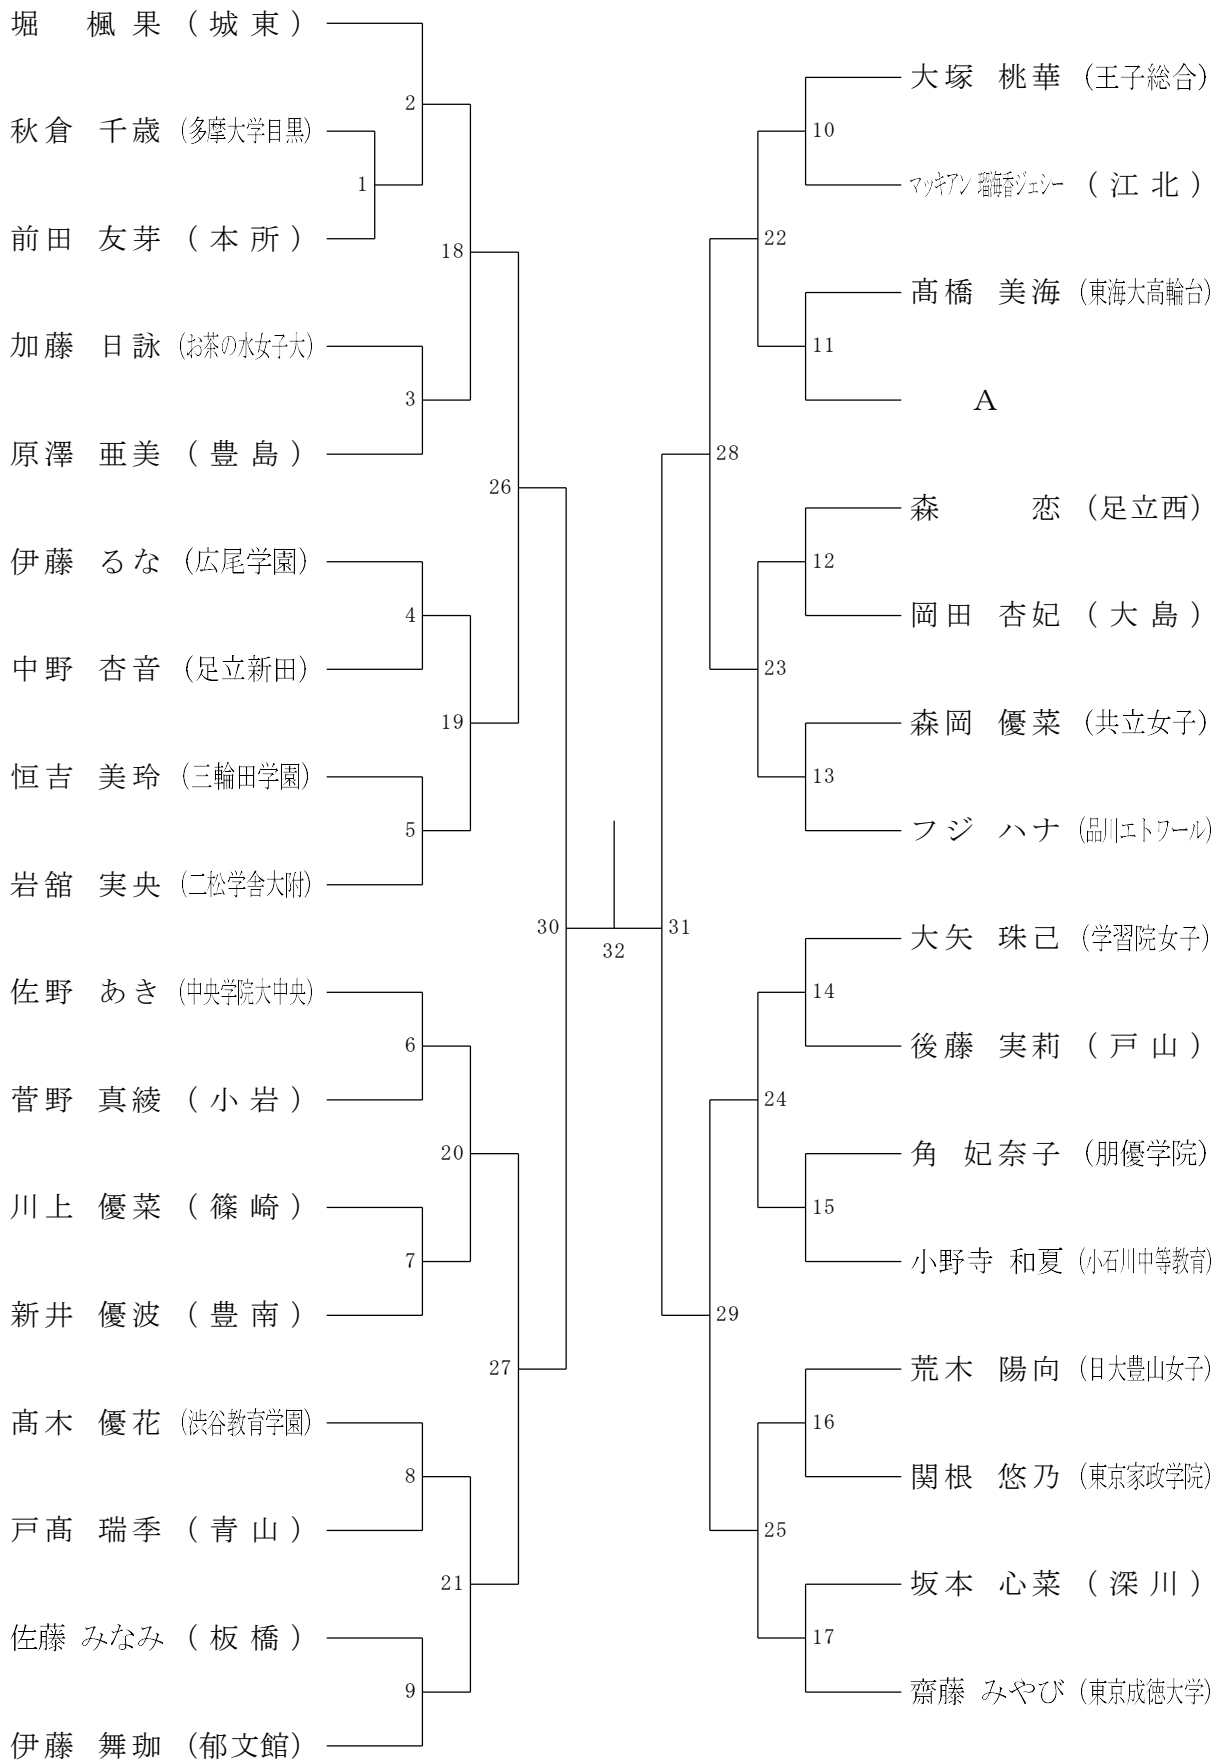 堀 楓果 (城東)
秋倉 千歳 (多摩大学目黒)
前田 友芽 (本所)
加藤 日詠 (お茶の水女子大)
原澤 亜美 (豊島)
伊藤 るな (広尾学園)
中野 杏音 (足立新田)
恒吉 美玲 (三輪田学園)
岩舘 実央 (二松学舎大附)
佐野 あき (中央学院大中央)
菅野 真綾 (小岩)
川上 優菜 (篠崎)
新井 優波 (豊南)
髙木 優花 (渋谷教育学園)
戸髙 瑞季 (青山)
佐藤 みなみ (板橋)
伊藤 舞珈 (郁文館)
1
2
3
4
5
6
7
8
9
18
19
20
21
26
27
30
32
31
28
29
22
23
24
25
10
11
12
13
14
15
16
17
大塚 桃華 (王子総合)
マッキアン 瑠海香ジェシー (江北)
髙橋 美海 (東海大高輪台)
A
森 恋 (足立西)
岡田 杏妃 (大島)
森岡 優菜 (共立女子)
フジ ハナ (品川エトワール)
大矢 珠己 (学習院女子)
後藤 実莉 (戸山)
角 妃奈子 (朋優学院)
小野寺 和夏 (小石川中等教育)
荒木 陽向 (日大豊山女子)
関根 悠乃 (東京家政学院)
坂本 心菜 (深川)
齋藤 みやび (東京成徳大学)